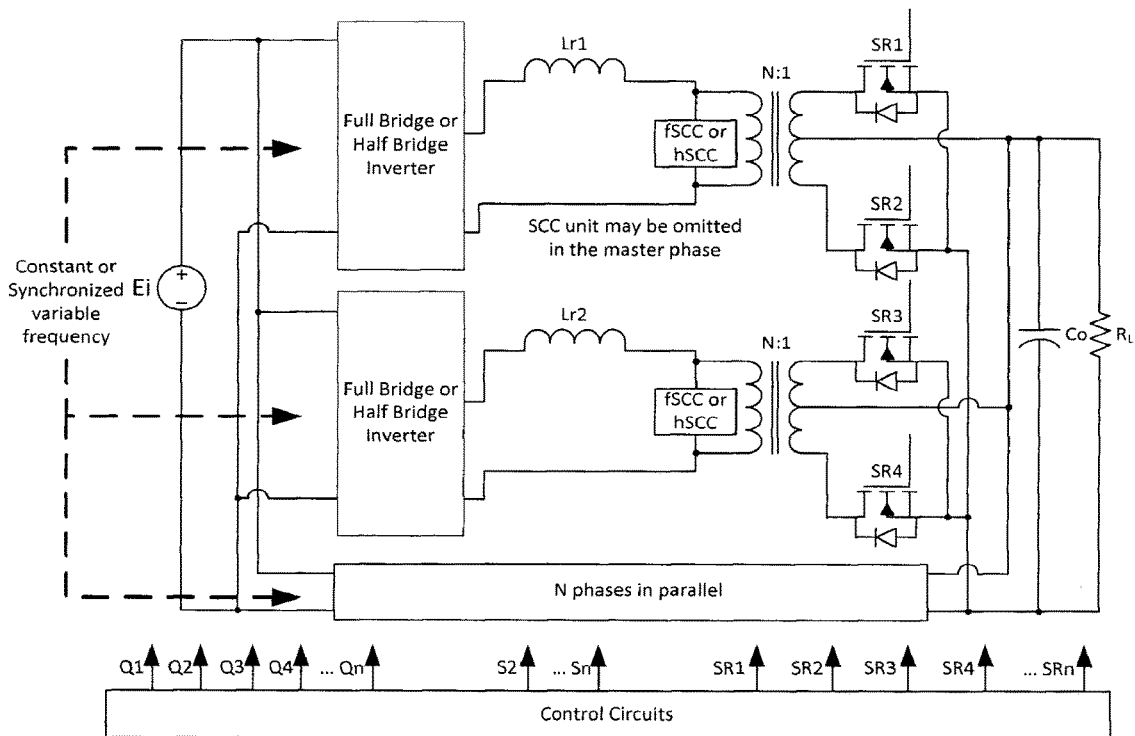 Lr1
N:1
SR1
Full Bridge or
Half Bridge
Inverter
fSCC or
hSCC
SR2
SCC unit may be omitted
in the master phase
Constant or
Synchronized
variable
frequency
Ei
+
−
Lr2
N:1
SR3
Co
RL
Full Bridge or
Half Bridge
Inverter
fSCC or
hSCC
SR4
N phases in parallel
Q1 Q2 Q3 Q4 ... Qn S2 ... Sn SR1 SR2 SR3 SR4 ... SRn
Control Circuits